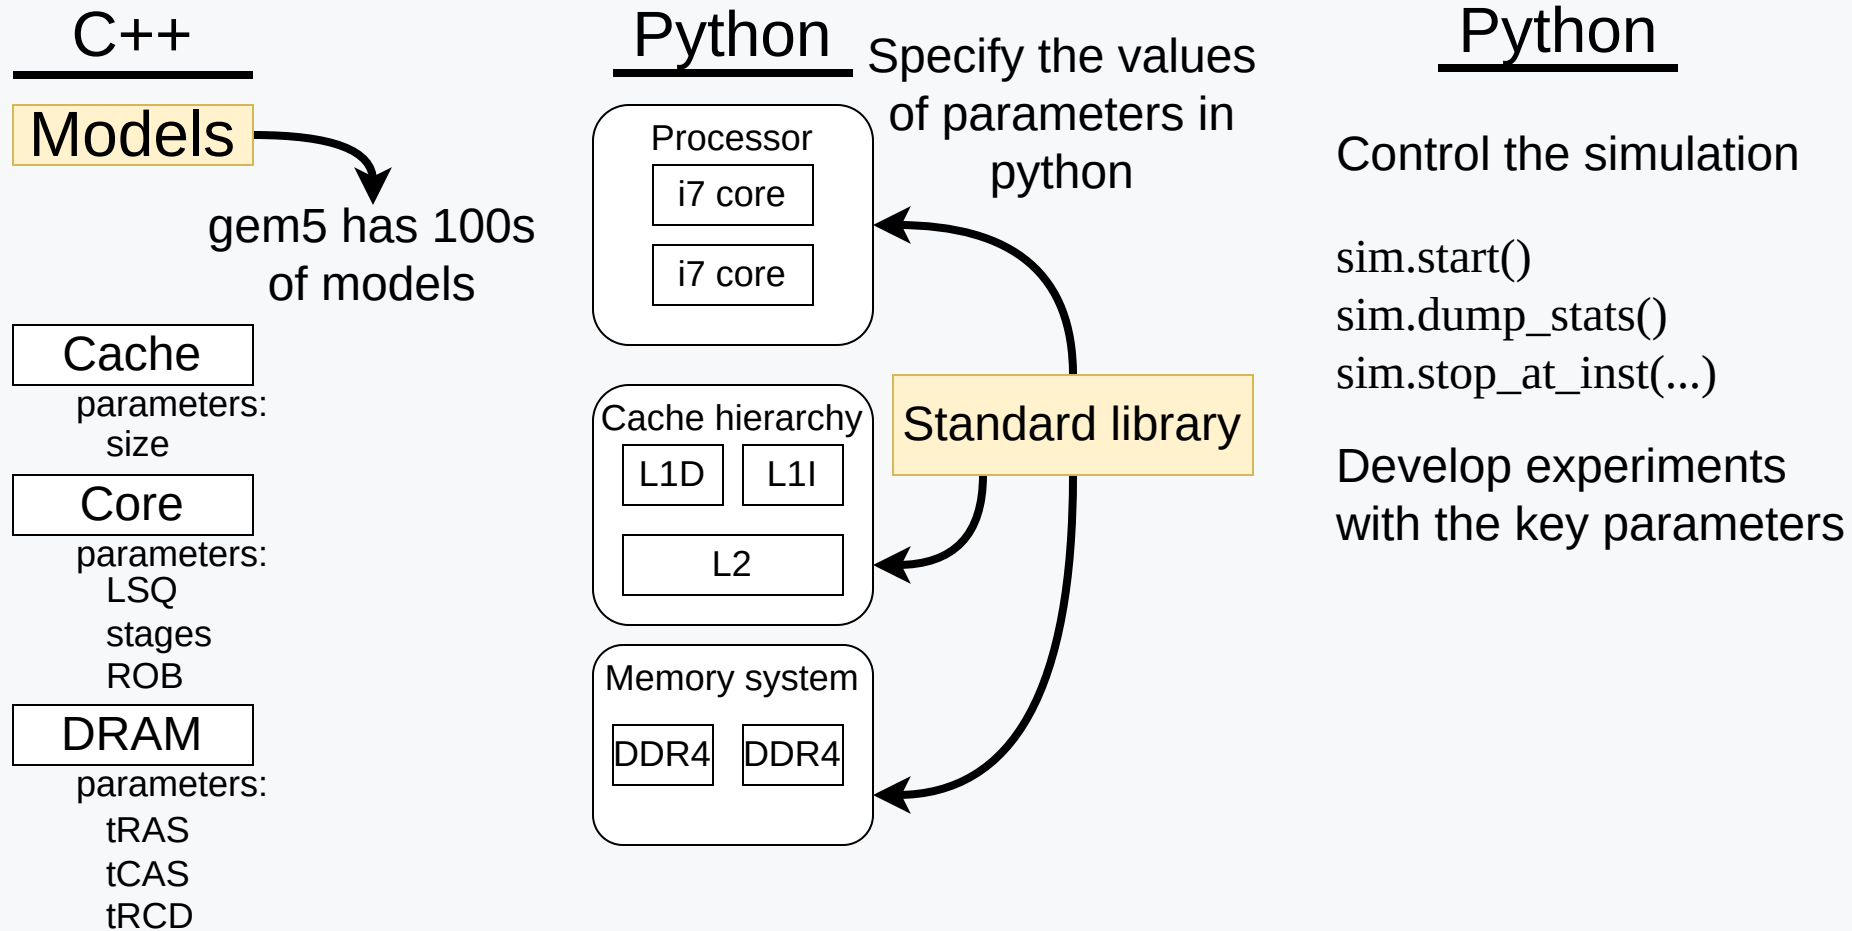 C++
Models
gem5 has 100s
of models
Cache
parameters:
size
Core
parameters:
LSQ
stages
ROB
DRAM
parameters:
tRAS
tCAS
tRCD
Python
Specify the values
of parameters in
python
Processor
i7 core
i7 core
Cache hierarchy
L1D
L1I
L2
Memory system
DDR4
DDR4
Standard library
Python
Control the simulation
sim.start()
sim.dump_stats()
sim.stop_at_inst(...)
Develop experiments
with the key parameters